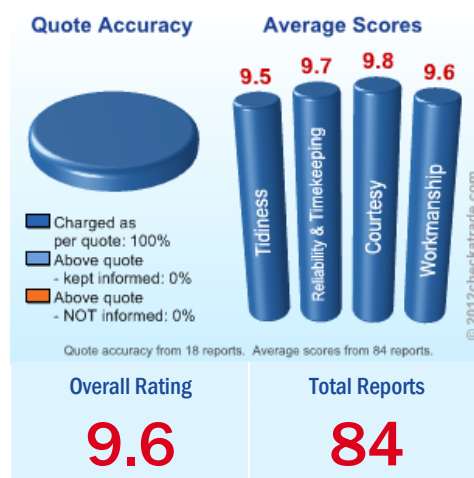 Quote Accuracy
Average Scores
9.5
9.7
9.8
9.6
Tidiness
Reliability & Timekeeping
Courtesy
Workmanship
Charged as
per quote: 100%
Above quote
- kept informed: 0%
Above quote
- NOT informed: 0%
© 2012checkatrade.com
Quote accuracy from 18 reports. Average scores from 84 reports.
Overall Rating
Total Reports
9.6
84